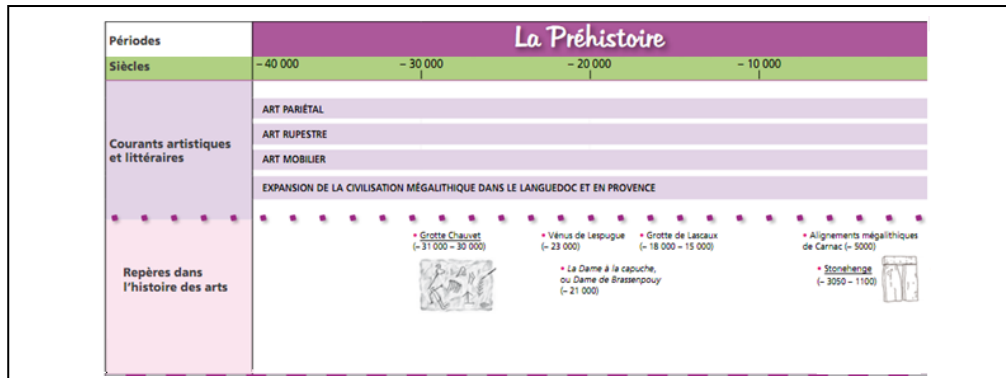 Périodes
La Préhistoire
Siècles
– 40 000
– 30 000
– 20 000
– 10 000
Courants artistiques
et littéraires
ART PARIÉTAL
ART RUPESTRE
ART MOBILIER
EXPANSION DE LA CIVILISATION MÉGALITHIQUE DANS LE LANGUEDOC ET EN PROVENCE
Repères dans
l'histoire des arts
• Grotte Chauvet
(– 31 000 – 30 000)
• Vénus de Lespugue
(– 23 000)
• La Dame à la capuche,
ou Dame de Brassenpouy
(– 21 000)
• Grotte de Lascaux
(– 18 000 – 15 000)
• Alignements mégalithiques
de Carnac (– 5000)
• Stonehenge
(– 3050 – 1100)